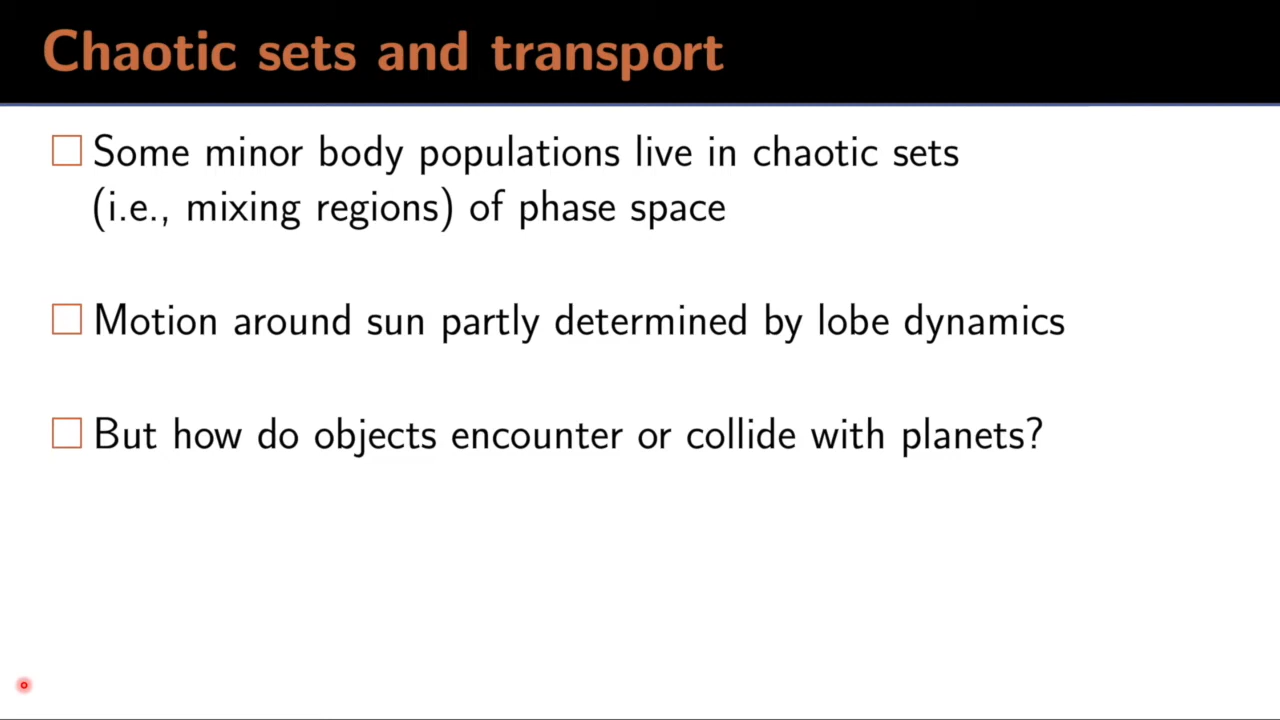 Chaotic sets and transport
Some minor body populations live in chaotic sets
(i.e., mixing regions) of phase space
Motion around sun partly determined by lobe dynamics
But how do objects encounter or collide with planets?